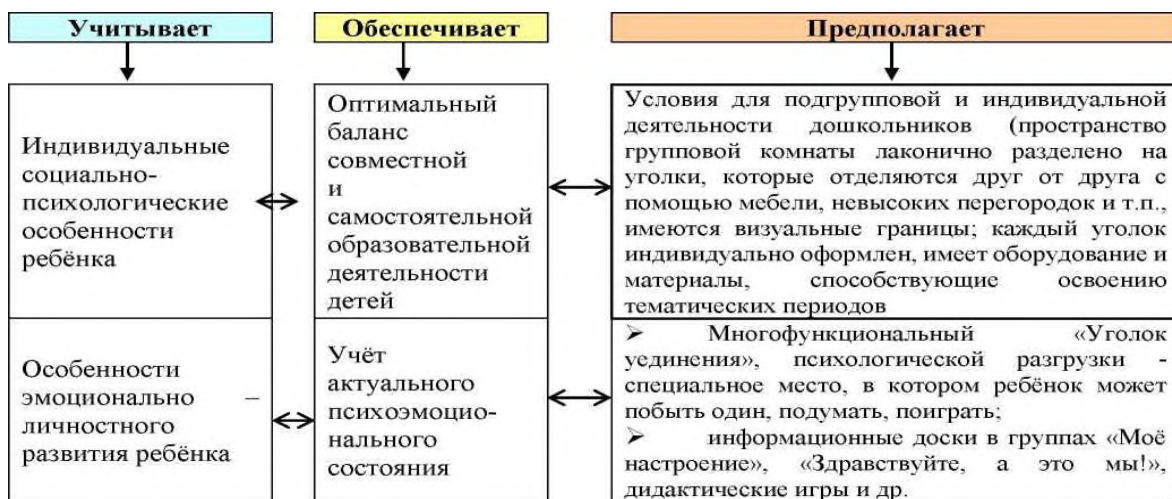 Учитывает
Обеспечивает
Предполагает
Индивидуальные
социально-
психологические
особенности
ребёнка
Оптимальный
баланс
совместной
и
самостоятельной
образовательной
деятельности
детей
Условия для подгрупповой и индивидуальной
деятельности дошкольников (пространство
групповой комнаты лаконично разделено на
уголки, которые отделяются друг от друга с
помощью мебели, невысоких перегородок и т.п.,
имеются визуальные границы; каждый уголок
индивидуально оформлен, имеет оборудование и
материалы, способствующие освоению
тематических периодов
Особенности
эмоционально –
личностного
развития ребёнка
Учёт
актуального
психоэмоцио-
нального
состояния
➢ Многофункциональный «Уголок
уединения», психологической разгрузки -
специальное место, в котором ребёнок может
побыть один, подумать, поиграть;
➢ информационные доски в группах «Моё
настроение», «Здравствуйте, а это мы!»,
дидактические игры и др.